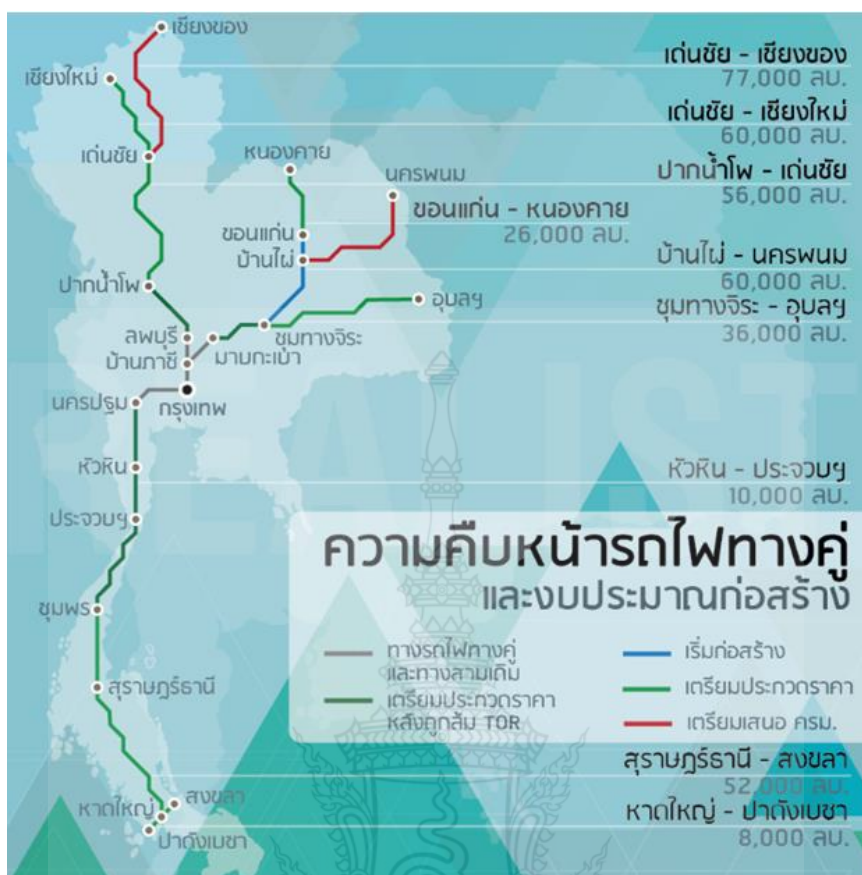 เชียงของ
เชียงใหม่
เด่นชัย - เชียงของ
77,000 ลบ.
เด่นชัย - เชียงใหม่
60,000 ลบ.
เด่นชัย
หนองคาย
นครพนม
ปากน้ำโพ - เด่นชัย
56,000 ลบ.
ขอนแก่น - หนองคาย
26,000 ลบ.
ขอนแก่น
บ้านไผ่
บ้านไผ่ - นครพนม
60,000 ลบ.
ปากน้ำโพ
อุบลฯ
ชุมทางจิระ - อุบลฯ
36,000 ลบ.
ลพบุรี
ชุมทางจิระ
บ้านภาชี
มาบกะเบา
นครปฐม
กรุงเทพ
REALIST
หัวหิน
หัวหิน - ประจวบฯ
10,000 ลบ.
ประจวบฯ
ความคืบหน้ารถไฟทางคู่
และงบประมาณก่อสร้าง
ชุมพร
ทางรถไฟทางคู่
และทางสามเดิม
เริ่มก่อสร้าง
สุราษฎร์ธานี
เตรียมประกวดราคา
หลังถูกล้ม TOR
เตรียมประกวดราคา
เตรียมเสนอ ครม.
สุราษฎร์ธานี - สงขลา
52,000 ลบ.
สงขลา
หาดใหญ่
หาดใหญ่ - ปาดังเบซา
8,000 ลบ.
ปาดังเบซา